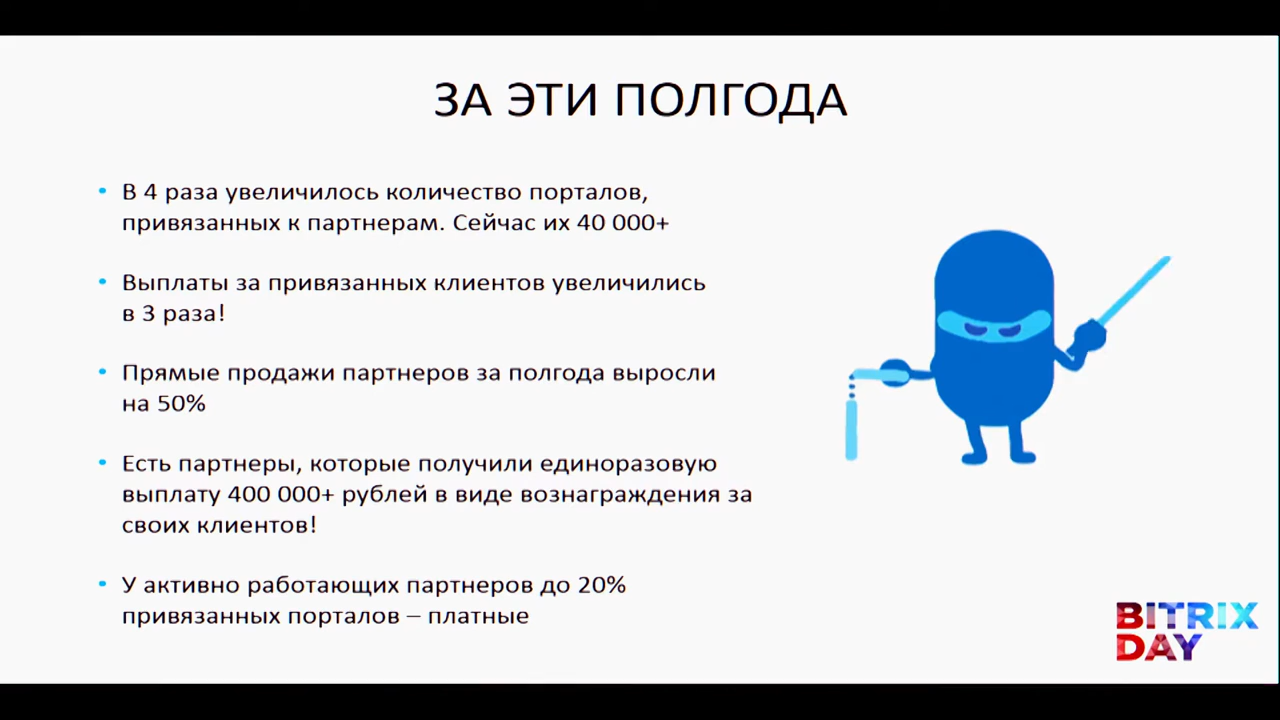 ЗА ЭТИ ПОЛГОДА
• В 4 раза увеличилось количество порталов,
привязанных к партнерам. Сейчас их 40 000+
• Выплаты за привязанных клиентов увеличились
в 3 раза!
• Прямые продажи партнеров за полгода выросли
на 50%
• Есть партнеры, которые получили единоразовую
выплату 400 000+ рублей в виде вознаграждения за
своих клиентов!
• У активно работающих партнеров до 20%
привязанных порталов – платные
BITRIX
DAY